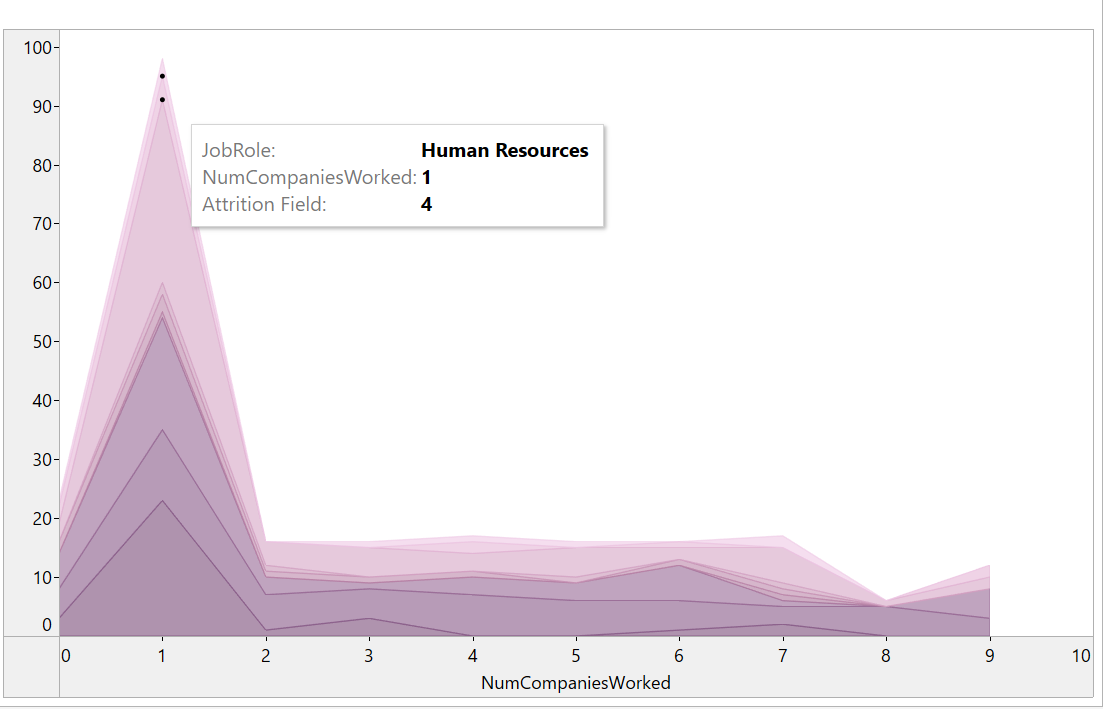 100
90
80
70
60
50
40
30
20
10
0
JobRole: Human Resources
NumCompaniesWorked: 1
Attrition Field: 4
0 1 2 3 4 5 6 7 8 9 10
NumCompaniesWorked